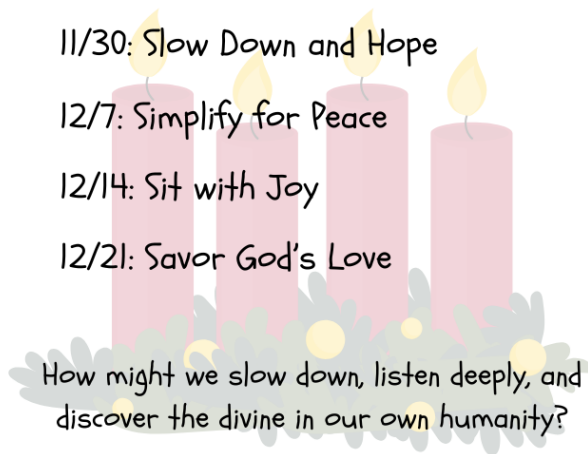 11/30: Slow Down and Hope
12/7: Simplify for Peace
12/14: Sit with Joy
12/21: Savor God's Love
How might we slow down, listen deeply, and
discover the divine in our own humanity?